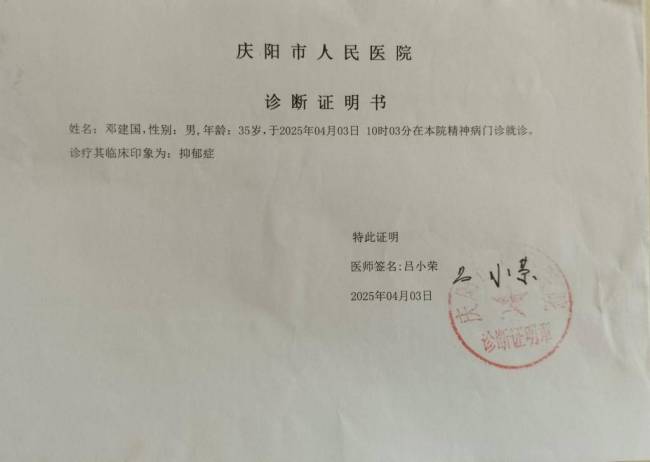 庆阳市人民医院
诊断证明书
姓名：邓建国,性别：男,年龄：35岁,于2025年04月03日 10时03分在本院精神病门诊就诊。
诊疗其临床印象为：抑郁症
特此证明
医师签名:吕小荣
吕小荣
2025年04月03日
诊断证明章